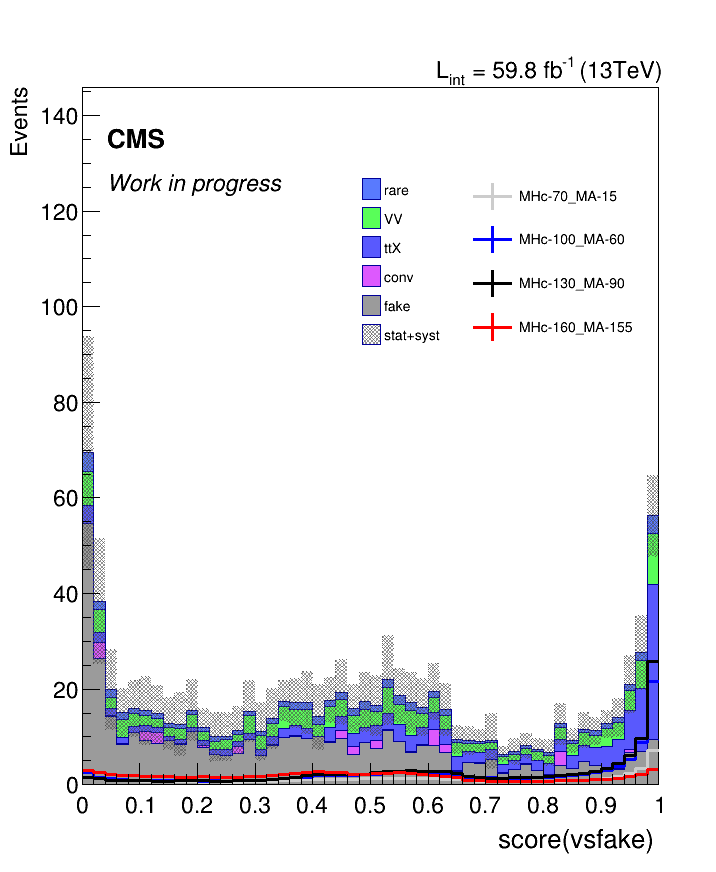 L_int = 59.8 fb^-1 (13TeV)
Events
140
120
100
80
60
40
20
0
CMS
Work in progress
rare
VV
ttX
conv
fake
stat+syst
MHc-70_MA-15
MHc-100_MA-60
MHc-130_MA-90
MHc-160_MA-155
0 0.1 0.2 0.3 0.4 0.5 0.6 0.7 0.8 0.9 1
score(vsfake)